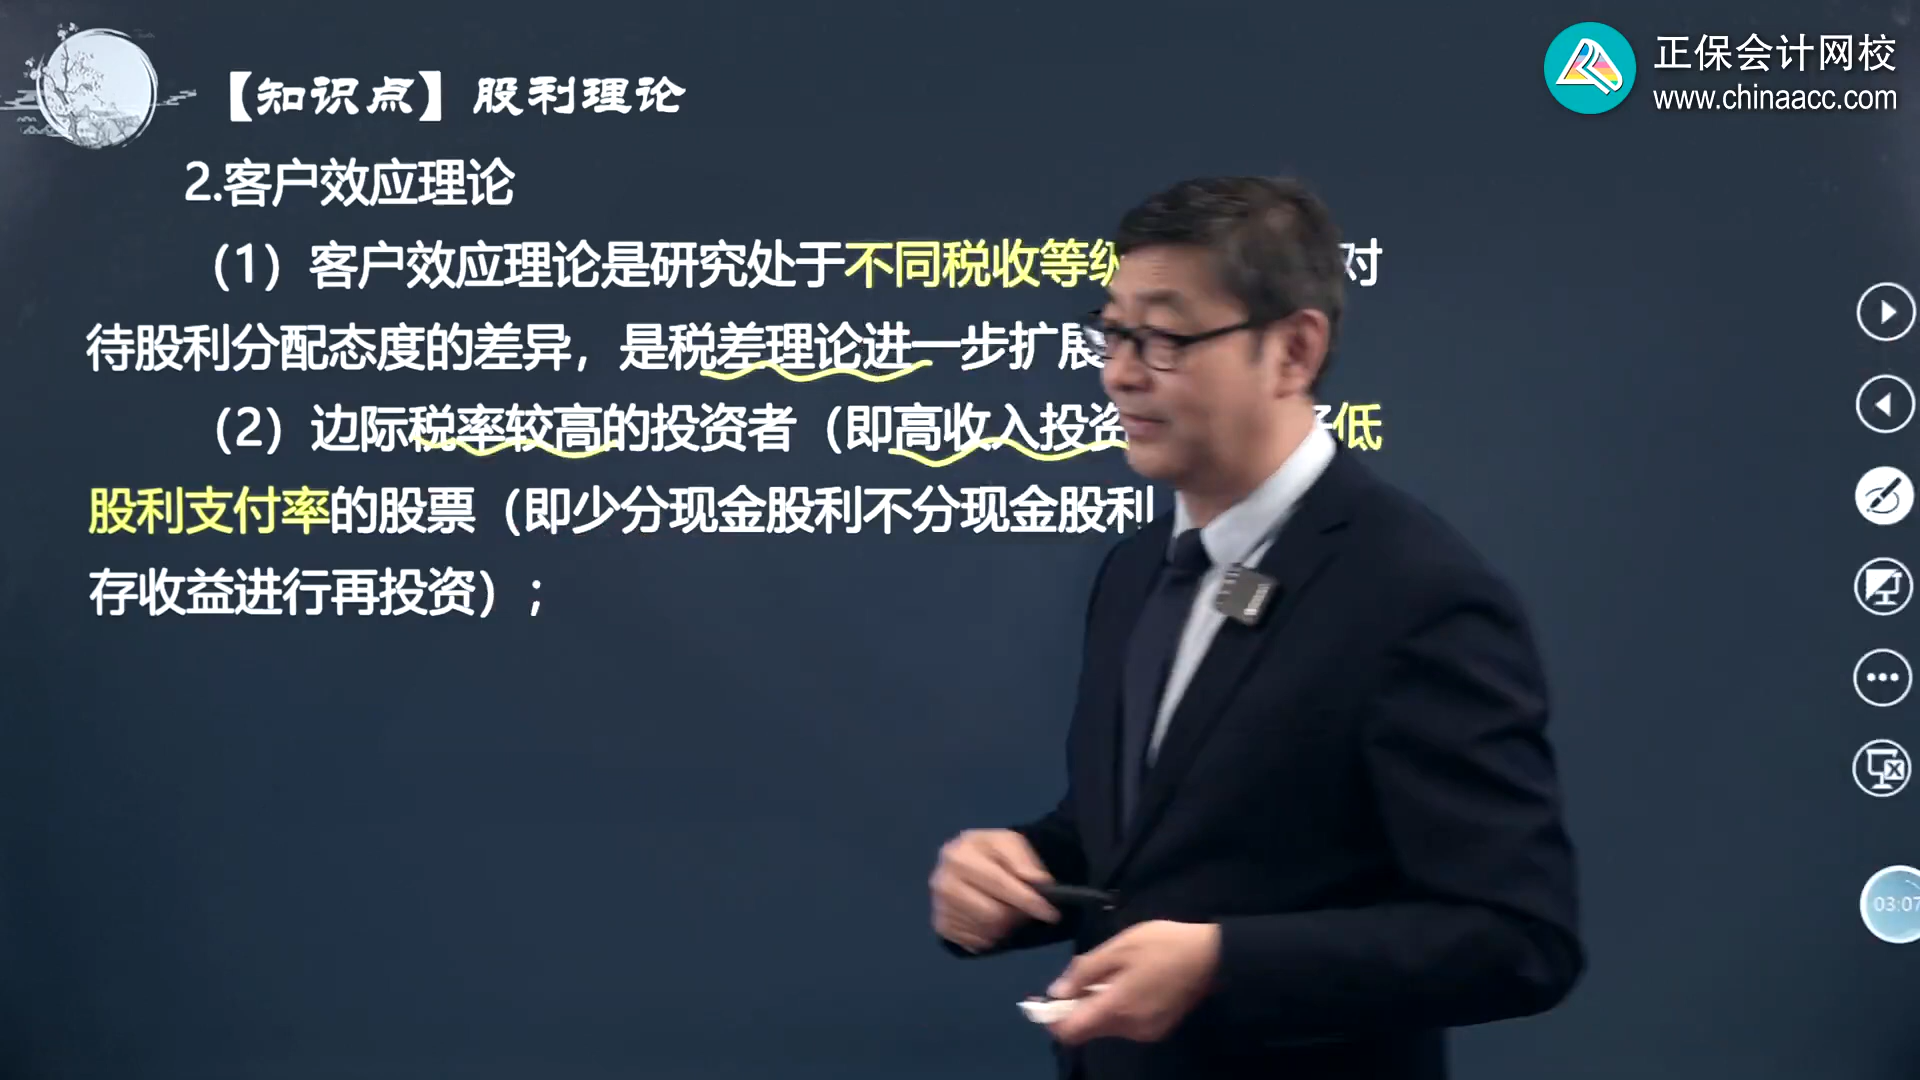 正保会计网校
www.chinaacc.com
【知识点】股利理论
2.客户效应理论
（1）客户效应理论是研究处于不同税收等级 对
待股利分配态度的差异，是税差理论进一步扩展
（2）边际税率较高的投资者（即高收入投资 低
股利支付率的股票（即少分现金股利不分现金股利
存收益进行再投资）；
03:07